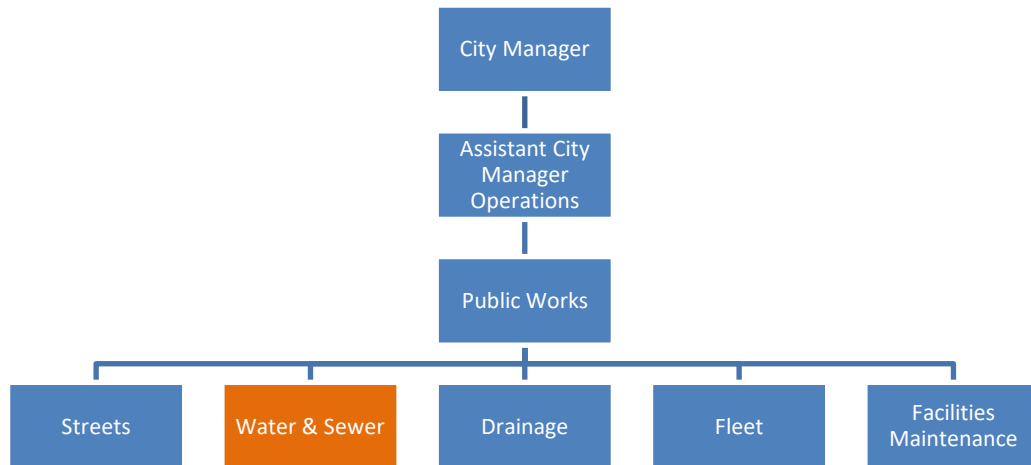 City Manager
Assistant City
Manager
Operations
Public Works
Streets
Water & Sewer
Drainage
Fleet
Facilities
Maintenance